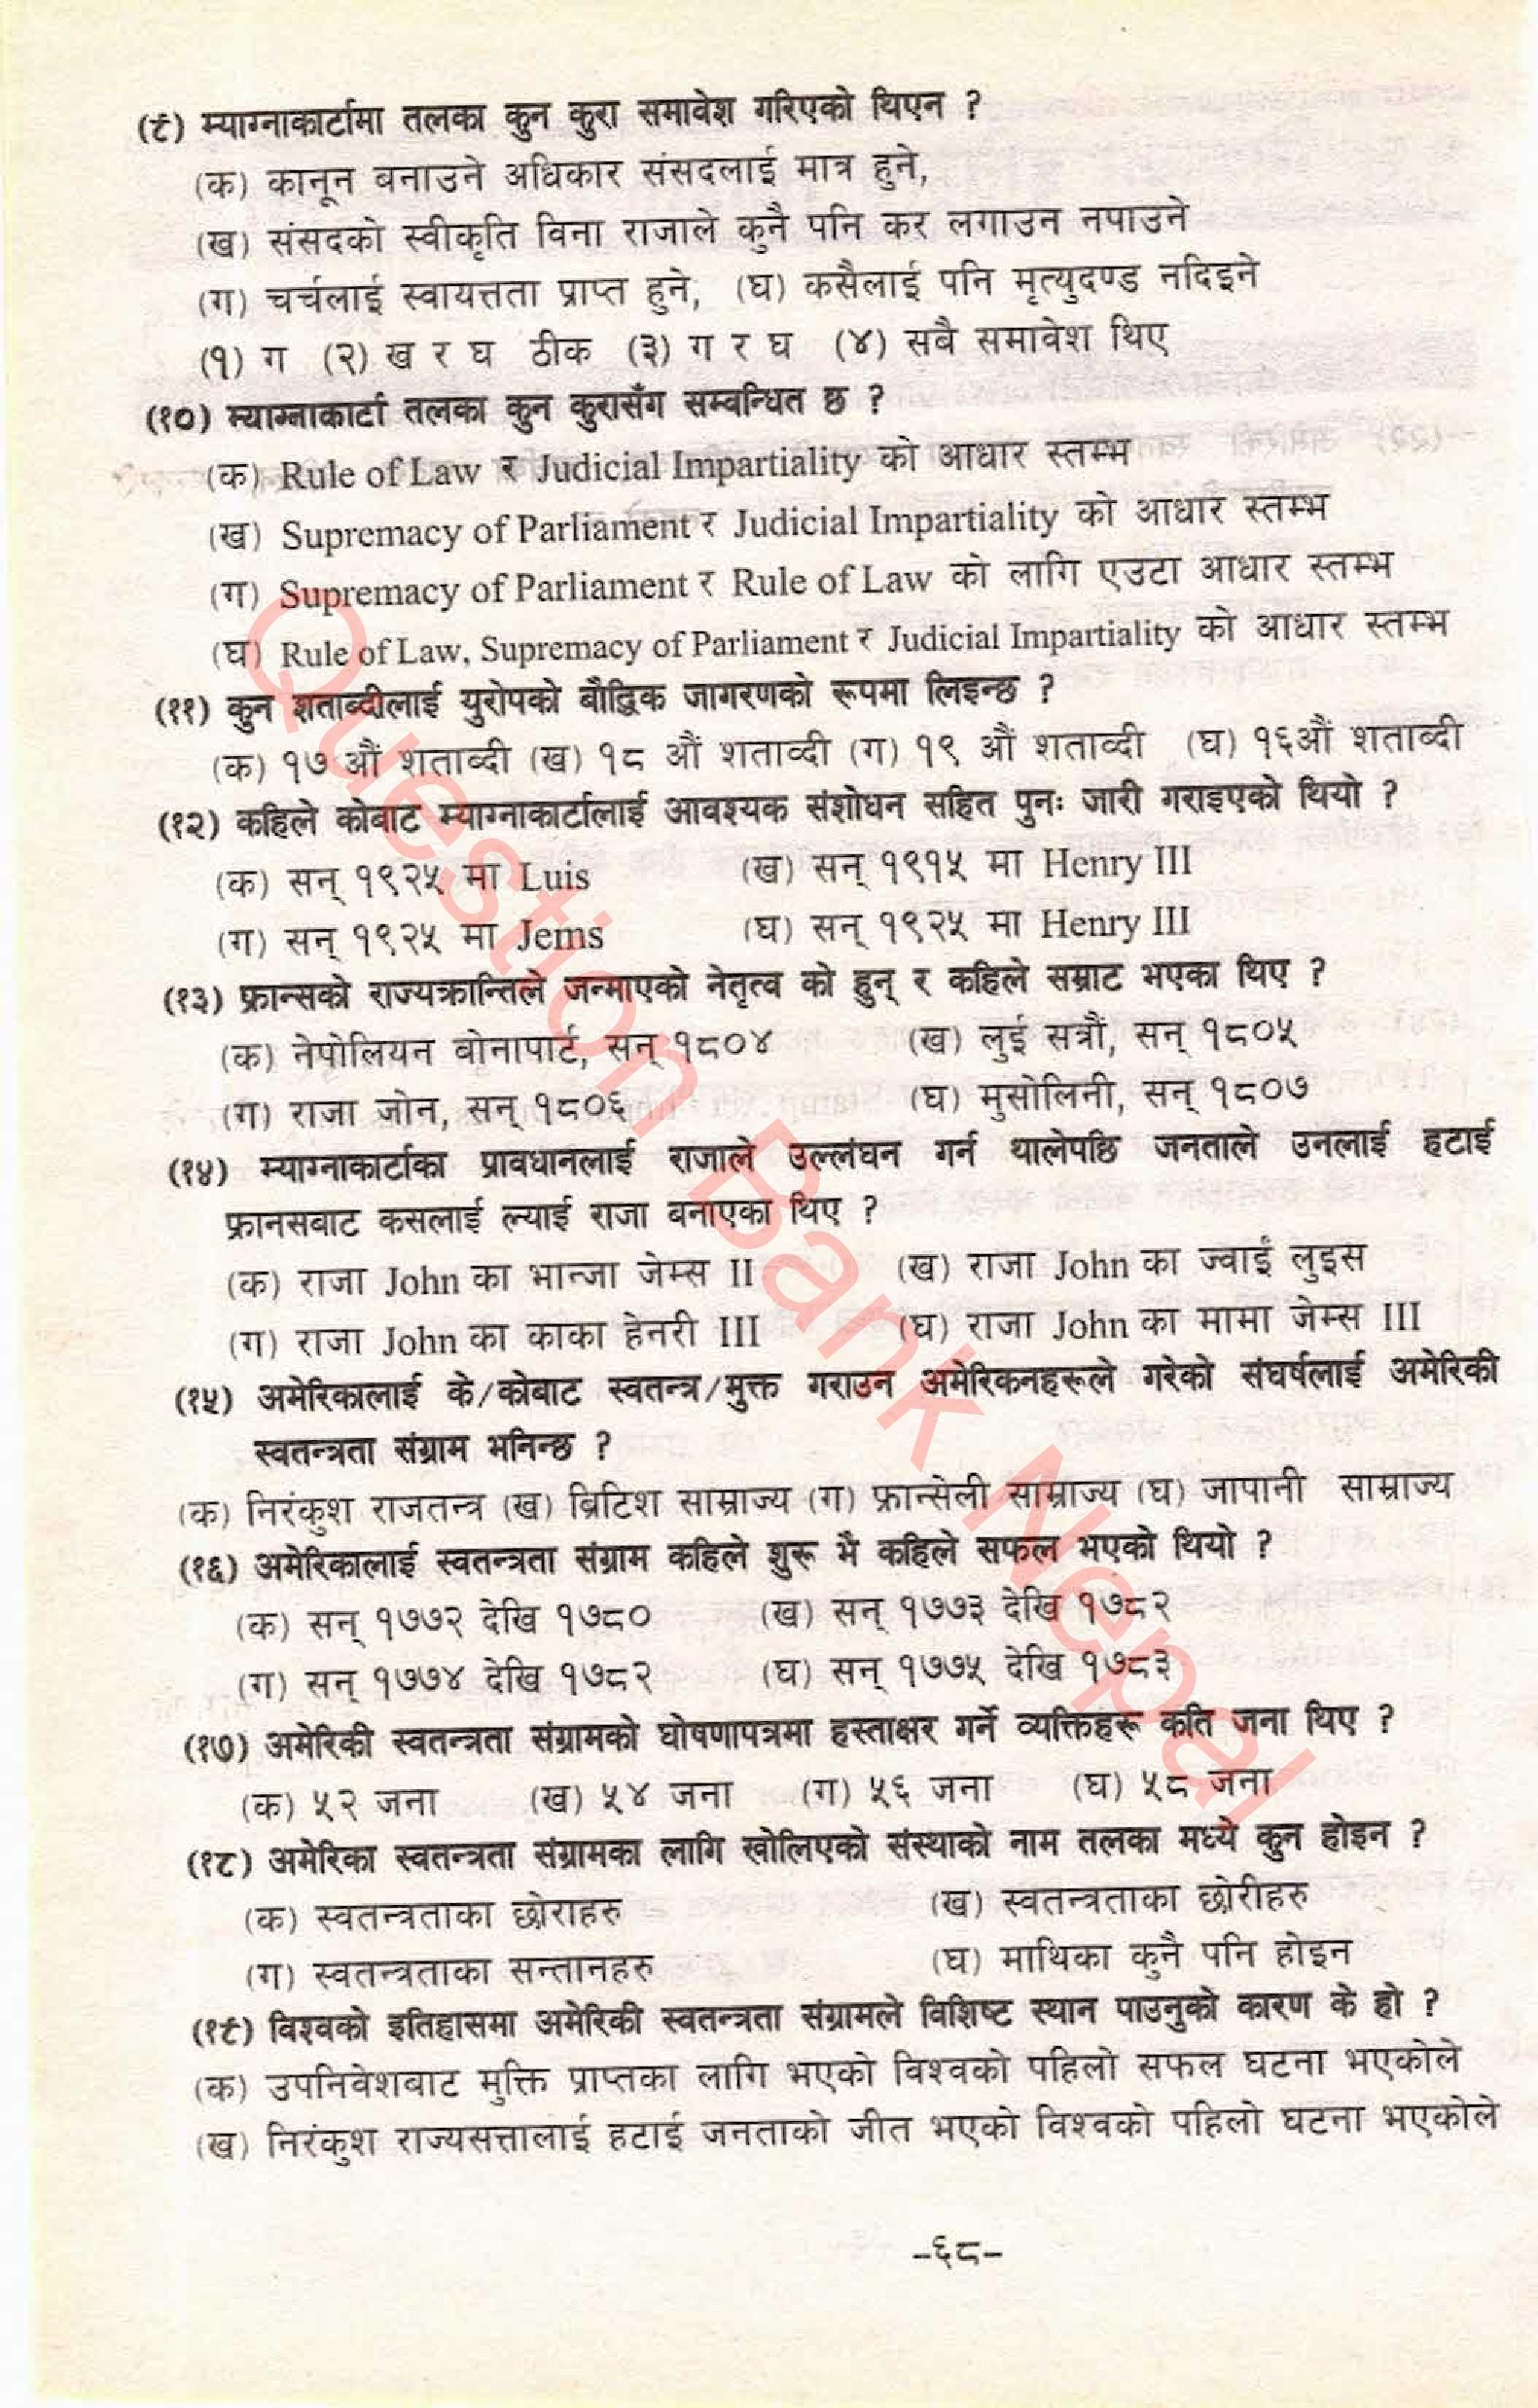 (९) म्याग्नाकार्टामा तलका कुन कुरा समावेश गरिएको थिएन ?
(क) कानून बनाउने अधिकार संसदलाई मात्र हुने,
(ख) संसदको स्वीकृति विना राजाले कुनै पनि कर लगाउन नपाउने
(ग) चर्चलाई स्वायत्तता प्राप्त हुने, (घ) कसैलाई पनि मृत्युदण्ड नदिइने
(१) ग (२) ख र घ ठीक (३) ग र घ (४) सबै समावेश थिए
(१०) म्याग्नाकार्टा तलका कुन कुरासँग सम्बन्धित छ ?
(क) Rule of Law र Judicial Impartiality को आधार स्तम्भ
(ख) Supremacy of Parliament र Judicial Impartiality को आधार स्तम्भ
(ग) Supremacy of Parliament र Rule of Law को लागि एउटा आधार स्तम्भ
(घ) Rule of Law, Supremacy of Parliament र Judicial Impartiality को आधार स्तम्भ
(११) कुन शताब्दीलाई युरोपको बौद्धिक जागरणको रूपमा लिइन्छ ?
(क) १७ औं शताब्दी (ख) १८ औं शताब्दी (ग) १९ औं शताब्दी (घ) १६औं शताब्दी
(१२) कहिले कोबाट म्याग्नाकार्टालाई आवश्यक संशोधन सहित पुनः जारी गराइएको थियो ?
(क) सन् १९२५ मा Luis (ख) सन् १९१५ मा Henry III
(ग) सन् १९२५ मा Jems (घ) सन् १९२५ मा Henry III
(१३) फ्रान्सको राज्यक्रान्तिले जन्माएको नेतृत्व को हुन् र कहिले सम्राट भएका थिए ?
(क) नेपोलियन वोनापार्ट, सन् १८०४ (ख) लुई सत्रौं, सन् १८०५
(ग) राजा जोन, सन् १८०६ (घ) मुसोलिनी, सन् १८०७
(१४) म्याग्नाकार्टाका प्रावधानलाई राजाले उल्लंघन गर्न थालेपछि जनताले उनलाई हटाई
फ्रानसबाट कसलाई ल्याई राजा बनाएका थिए ?
(क) राजा John का भान्जा जेम्स II (ख) राजा John का ज्वाईं लुइस
(ग) राजा John का काका हेनरी III (घ) राजा John का मामा जेम्स III
(१५) अमेरिकालाई के/कोबाट स्वतन्त्र/मुक्त गराउन अमेरिकनहरूले गरेको संघर्षलाई अमेरिकी
स्वतन्त्रता संग्राम भनिन्छ ?
(क) निरंकुश राजतन्त्र (ख) ब्रिटिश साम्राज्य (ग) फ्रान्सेली साम्राज्य (घ) जापानी साम्राज्य
(१६) अमेरिकालाई स्वतन्त्रता संग्राम कहिले शुरू भै कहिले सफल भएको थियो ?
(क) सन् १७७२ देखि १७८० (ख) सन् १७७३ देखि १७८२
(ग) सन् १७७४ देखि १७८२ (घ) सन् १७७५ देखि १७८३
(१७) अमेरिकी स्वतन्त्रता संग्रामको घोषणापत्रमा हस्ताक्षर गर्ने व्यक्तिहरू कति जना थिए ?
(क) ५२ जना (ख) ५४ जना (ग) ५६ जना (घ) ५८ जना
(१८) अमेरिका स्वतन्त्रता संग्रामका लागि खोलिएको संस्थाको नाम तलका मध्ये कुन होइन ?
(क) स्वतन्त्रताका छोराहरु (ख) स्वतन्त्रताका छोरीहरु
(ग) स्वतन्त्रताका सन्तानहरु (घ) माथिका कुनै पनि होइन
(१९) विश्वको इतिहासमा अमेरिकी स्वतन्त्रता संग्रामले विशिष्ट स्थान पाउनुको कारण के हो ?
(क) उपनिवेशबाट मुक्ति प्राप्तका लागि भएको विश्वको पहिलो सफल घटना भएकोले
(ख) निरंकुश राज्यसत्तालाई हटाई जनताको जीत भएको विश्वको पहिलो घटना भएकोले
-६८-
Question Bank Nepal